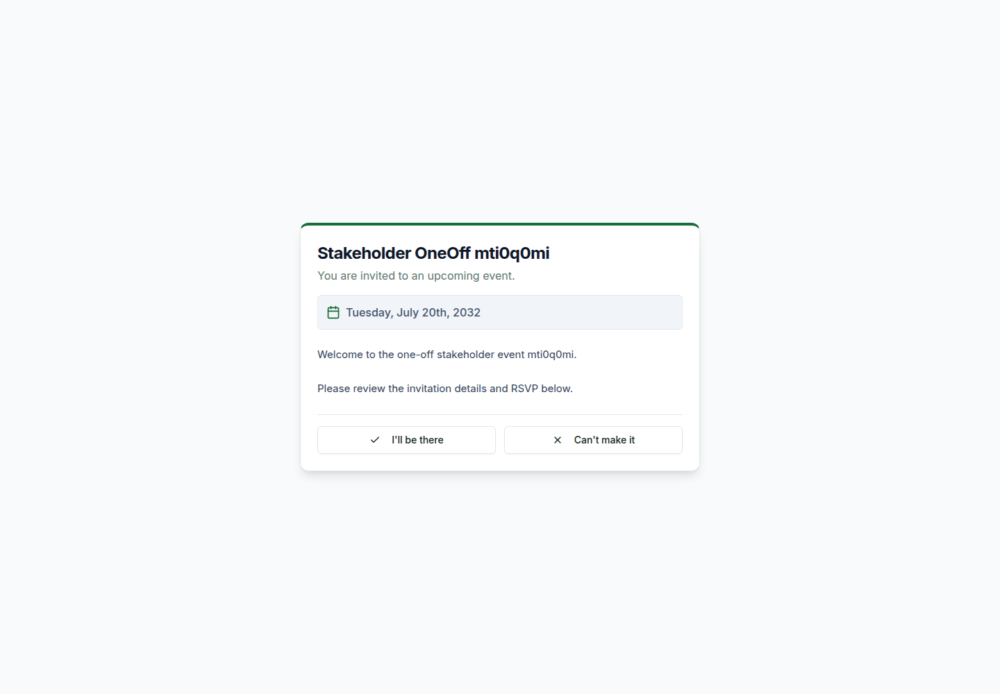 Stakeholder OneOff mti0q0mi
You are invited to an upcoming event.
Tuesday, July 20th, 2032
Welcome to the one-off stakeholder event mti0q0mi.
Please review the invitation details and RSVP below.
I'll be there
Can't make it